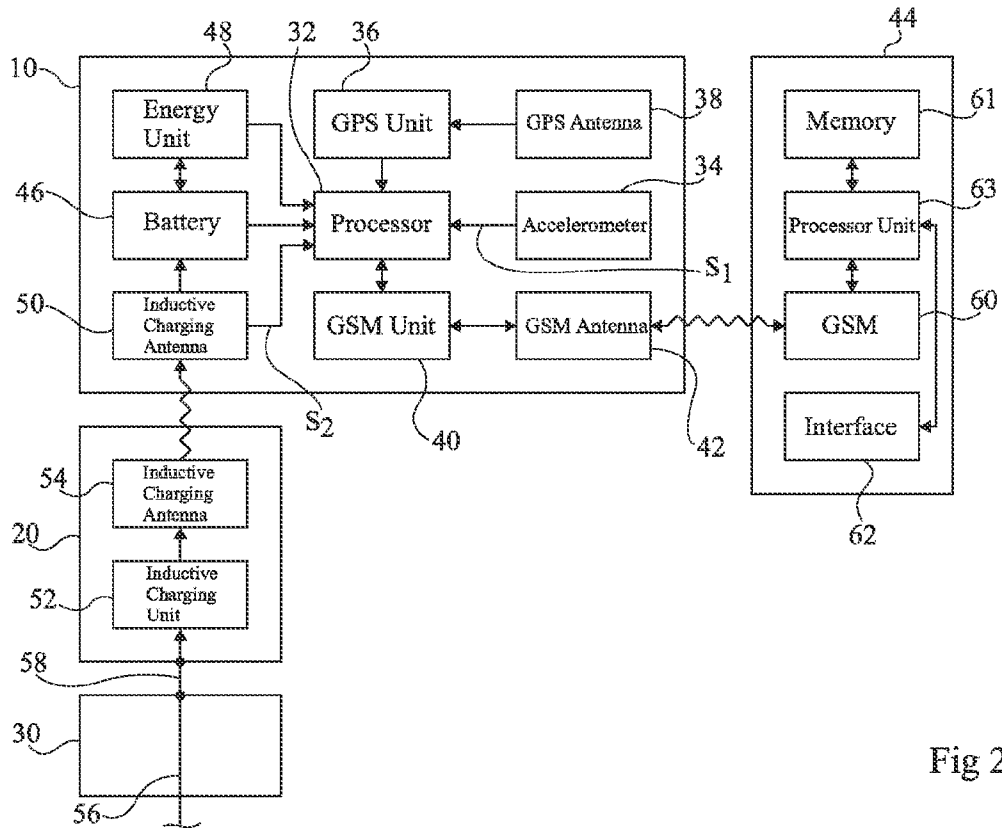 48 32 36 44
10
Energy Unit
GPS Unit
GPS Antenna
38
Memory
61
46
Battery
Processor
34
Accelerometer
S1
Processor Unit
63
50
Inductive Charging Antenna
GSM Unit
GSM Antenna
GSM
60
S2
40
42
Interface
62
54
Inductive Charging Antenna
20
52
Inductive Charging Unit
58
30
56
Fig 2